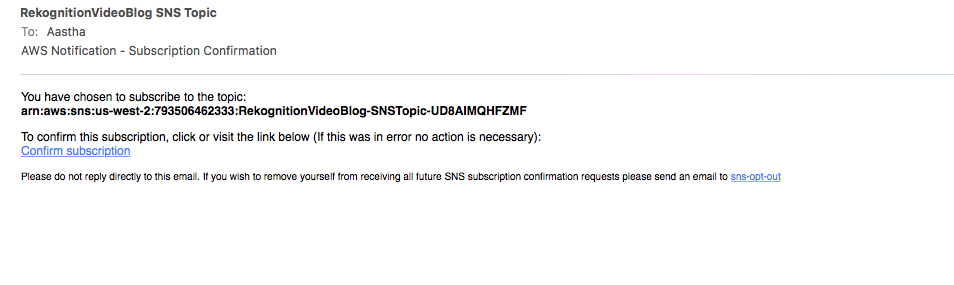 RekognitionVideoBlog SNS Topic
To: Aastha
AWS Notification - Subscription Confirmation
You have chosen to subscribe to the topic:
arn:aws:sns:us-west-2:793506462333:RekognitionVideoBlog-SNSTopic-UD8AIMQHFZMF
To confirm this subscription, click or visit the link below (If this was in error no action is necessary):
Confirm subscription
Please do not reply directly to this email. If you wish to remove yourself from receiving all future SNS subscription confirmation requests please send an email to sns-opt-out